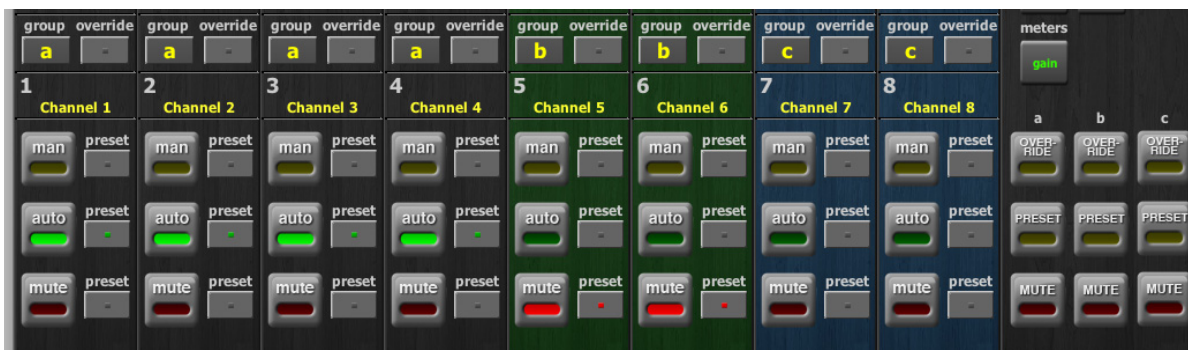 group override group override group override group override group override group override group override group override meters
a a a a b b c c
gain
1 2 3 4 5 6 7 8
Channel 1 Channel 2 Channel 3 Channel 4 Channel 5 Channel 6 Channel 7 Channel 8
a b c
man preset man preset man preset man preset man preset man preset man preset man preset OVER-RIDE OVER-RIDE OVER-RIDE
auto preset auto preset auto preset auto preset auto preset auto preset auto preset auto preset PRESET PRESET PRESET
mute preset mute preset mute preset mute preset mute preset mute preset mute preset mute preset MUTE MUTE MUTE